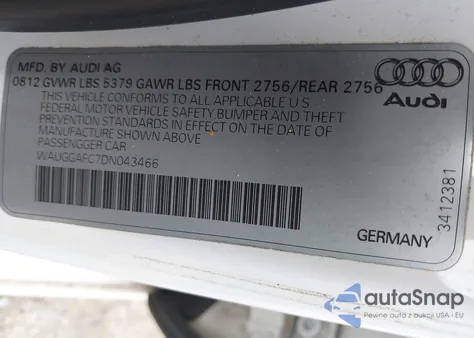 MFD. BY AUDI AG
0812 GVWR LBS 5379 GAWR LBS FRONT 2756/REAR 2756
THIS VEHICLE CONFORMS TO ALL APPLICABLE U.S.
FEDERAL MOTOR VEHICLE SAFETY BUMPER AND THEFT
PREVENTION STANDARDS IN EFFECT ON THE DATE OF
MANUFACTURE SHOWN ABOVE
PASSENGGER CAR
WAUGGAFC7DN043466
Audi
3412381
GERMANY
autoSnap
Pewne auta z dostawą z USA i EU